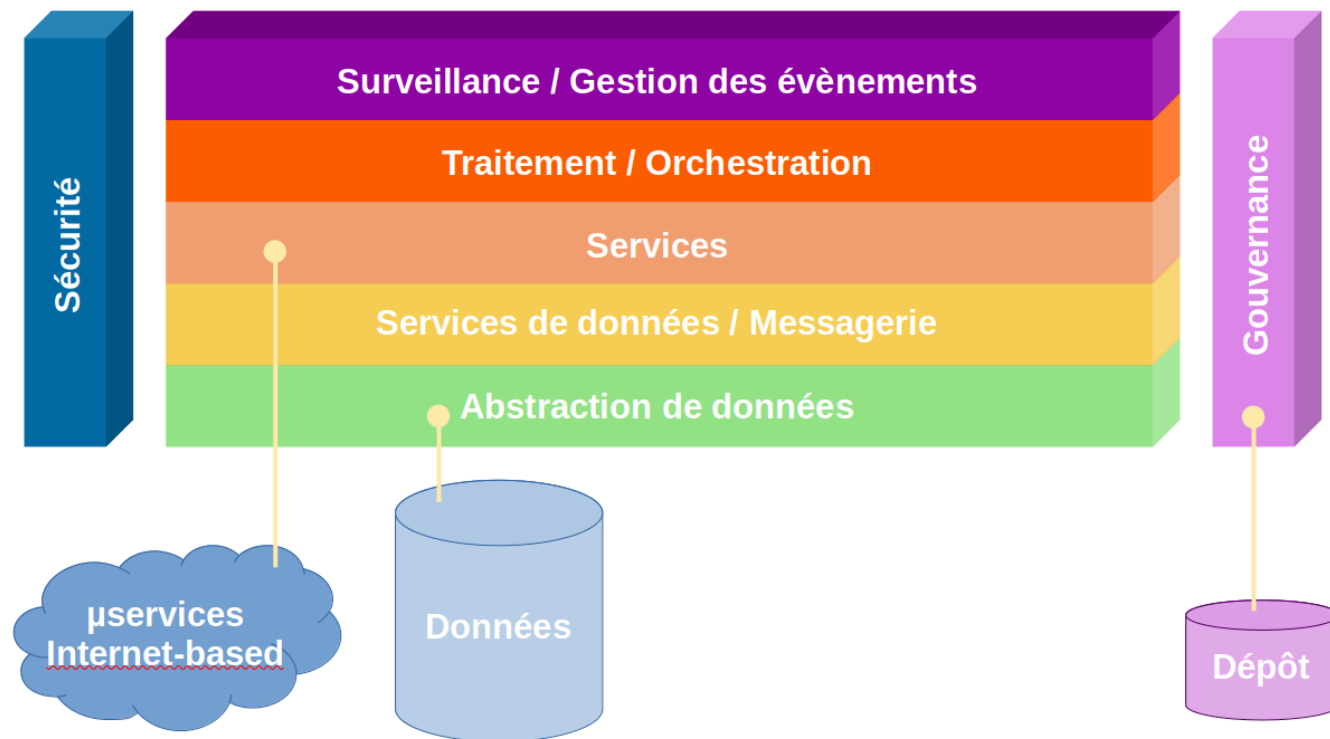 Sécurité
Surveillance / Gestion des évènements
Traitement / Orchestration
Services
Services de données / Messagerie
Abstraction de données
Gouvernance
µservices
Internet-based
Données
Dépôt